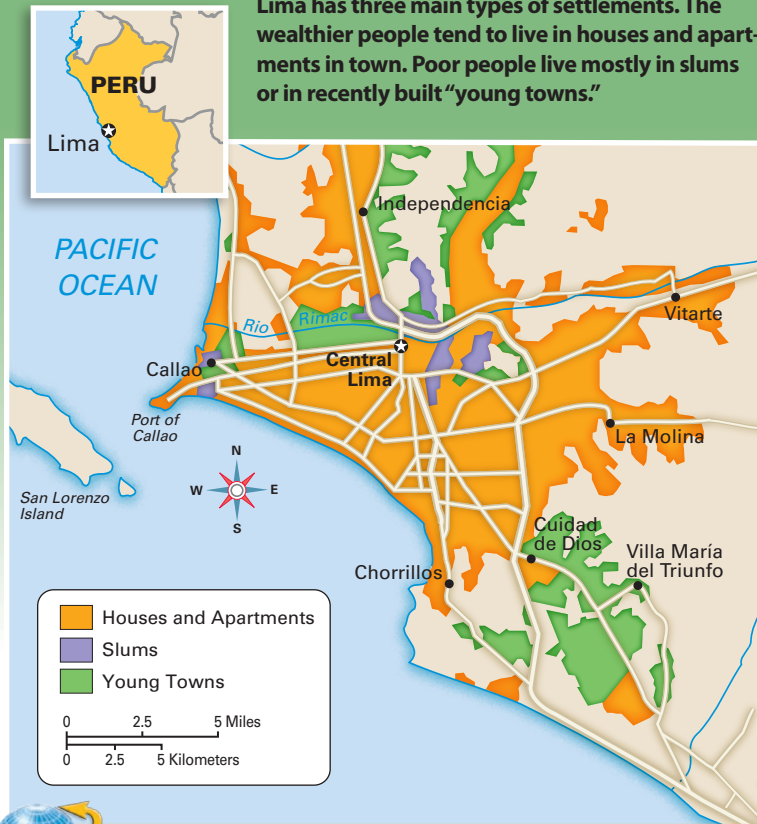 Lima has three main types of settlements. The
wealthier people tend to live in houses and apart-
ments in town. Poor people live mostly in slums
or in recently built “young towns.”
PERU
Lima
PACIFIC
OCEAN
Independencia
Rio Rimac
Vitarte
Callao
Central
Lima
Port of
Callao
La Molina
San Lorenzo
Island
N
W E
S
Cuidad
de Dios
Villa María
del Triunfo
Chorrillos
Houses and Apartments
Slums
Young Towns
0 2.5 5 Miles
0 2.5 5 Kilometers